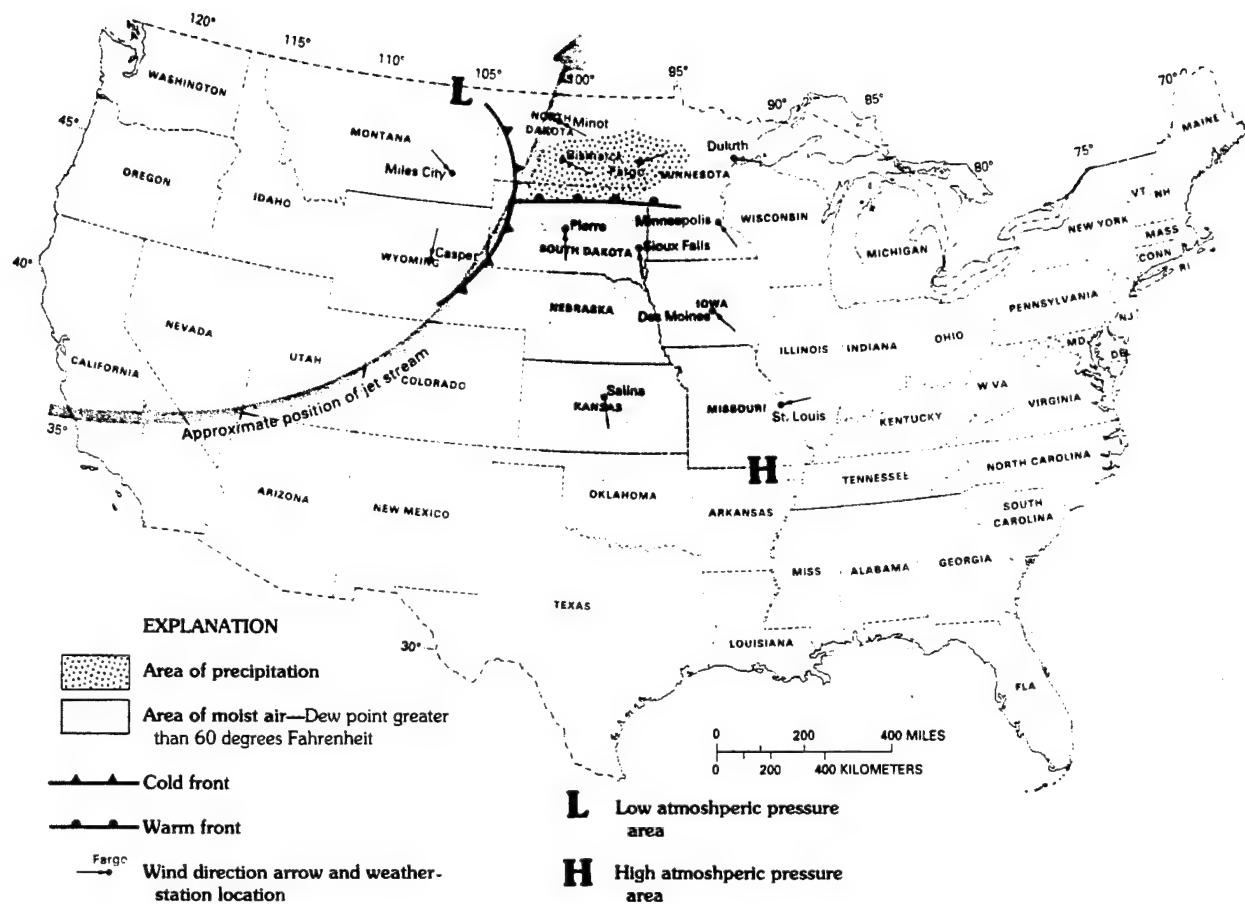 120°
115°
110°
105°
100°
95°
90°
85°
80°
75°
70°
45°
40°
35°
30°
WASHINGTON
OREGON
IDAHO
MONTANA
L
Miles City
NORTH
DAKOTA
Minot
Bismarck
Fargo
MINNESOTA
Duluth
Minneapolis
WISCONSIN
MICHIGAN
MAINE
VT
NH
NEW YORK
MASS
CONN
RI
Pierre
SOUTH DAKOTA
Sioux Falls
WYOMING
Casper
NEVADA
UTAH
COLORADO
CALIFORNIA
NEBRASKA
IOWA
Des Moines
ILLINOIS
INDIANA
OHIO
PENNSYLVANIA
NJ
MD
DE
W VA
VIRGINIA
Approximate position of jet stream
Salina
KANSAS
MISSOURI
St. Louis
KENTUCKY
H
TENNESSEE
NORTH CAROLINA
SOUTH
CAROLINA
ARIZONA
NEW MEXICO
OKLAHOMA
ARKANSAS
TEXAS
MISS
ALABAMA
GEORGIA
LOUISIANA
FLA
EXPLANATION
Area of precipitation
Area of moist air—Dew point greater
than 60 degrees Fahrenheit
Cold front
Warm front
Fargo
Wind direction arrow and weather-
station location
0 200 400 MILES
0 200 400 KILOMETERS
L Low atmoshperic pressure
area
H High atmoshperic pressure
area